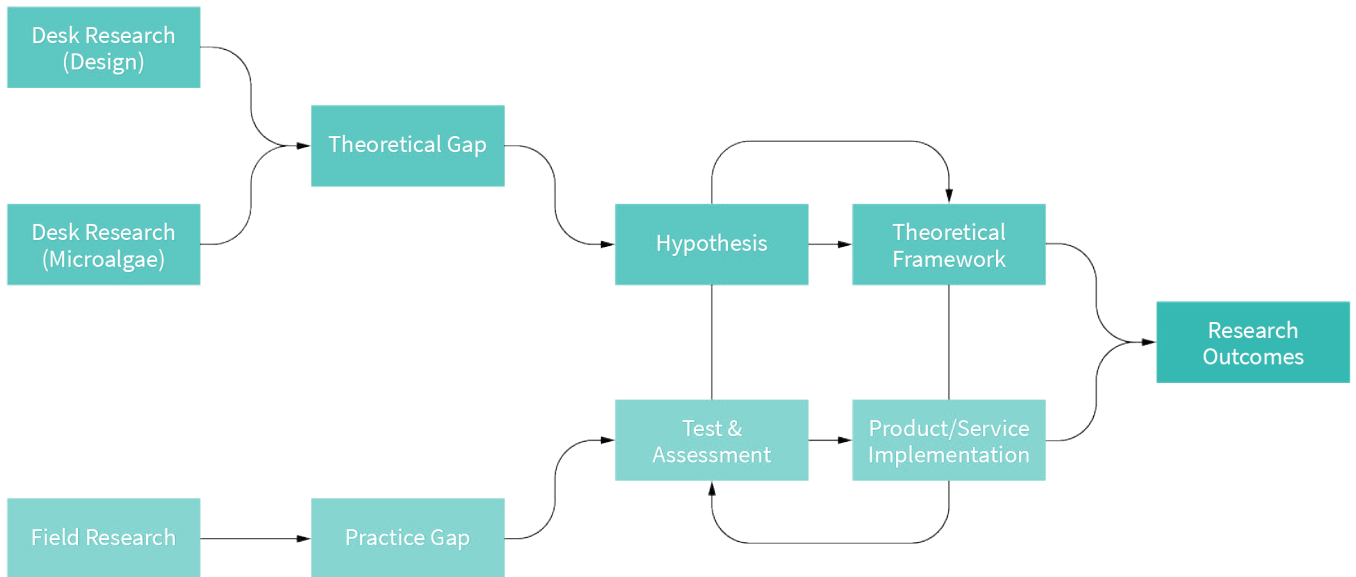 Desk Research
(Design)
Theoretical Gap
Desk Research
(Microalgae)
Hypothesis
Theoretical
Framework
Research
Outcomes
Test &
Assessment
Product/Service
Implementation
Field Research
Practice Gap